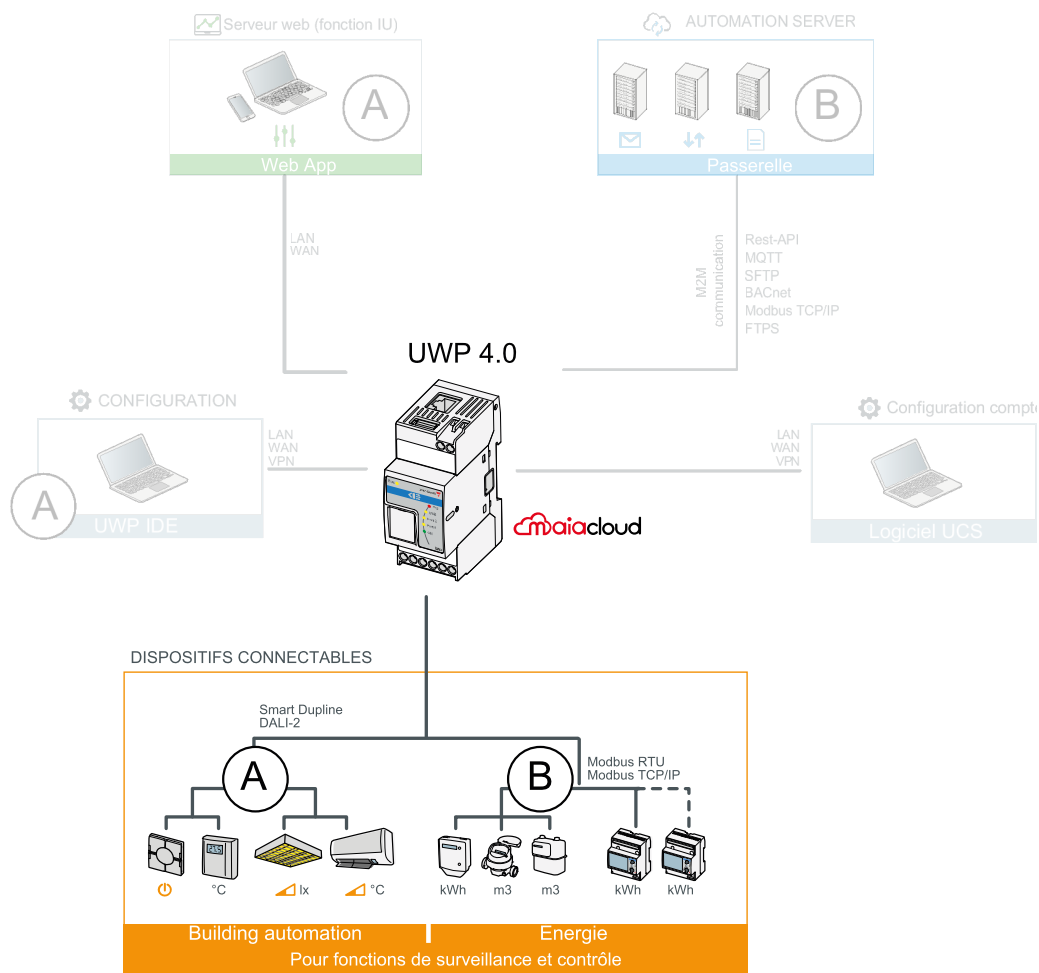 Serveur web (fonction IU)
AUTOMATION SERVER
A
B
Web App
Passerelle
LAN
WAN
M2M
communication
Rest-API
MQTT
SFTP
BACnet
Modbus TCP/IP
FTPS
UWP 4.0
CONFIGURATION
Configuration compte
LAN
WAN
VPN
LAN
WAN
VPN
A
UWP IDE
Logiciel UCS
maiacloud
DISPOSITIFS CONNECTABLES
Smart Dupline
DALI-2
A
B
Modbus RTU
Modbus TCP/IP
°C
lx
°C
kWh
m3
m3
kWh
kWh
Building automation
Energie
Pour fonctions de surveillance et contrôle